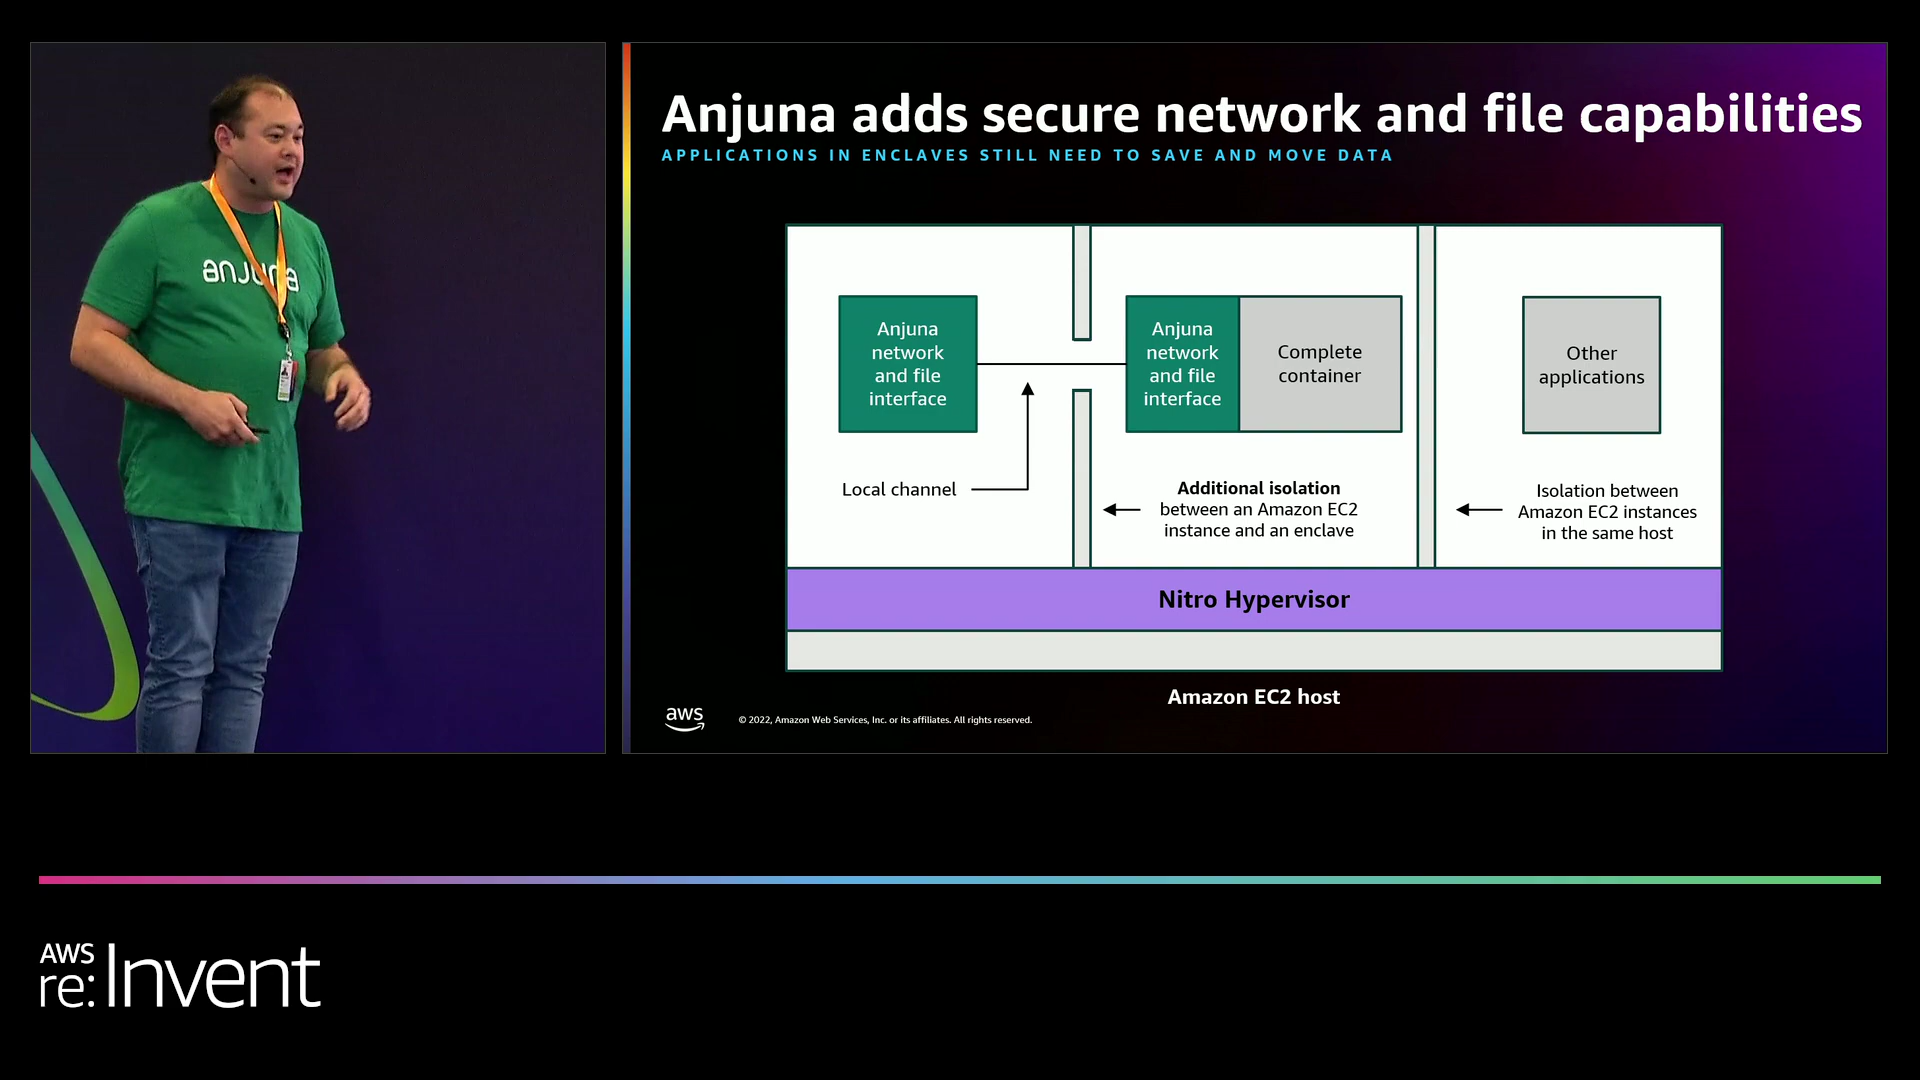 anjuna
Anjuna adds secure network and file capabilities
APPLICATIONS IN ENCLAVES STILL NEED TO SAVE AND MOVE DATA
Anjuna
network
and file
interface
Anjuna
network
and file
interface
Complete
container
Other
applications
Local channel
Additional isolation
between an Amazon EC2
instance and an enclave
Isolation between
Amazon EC2 instances
in the same host
Nitro Hypervisor
Amazon EC2 host
aws
© 2022, Amazon Web Services, Inc. or its affiliates. All rights reserved.
AWS
re:Invent